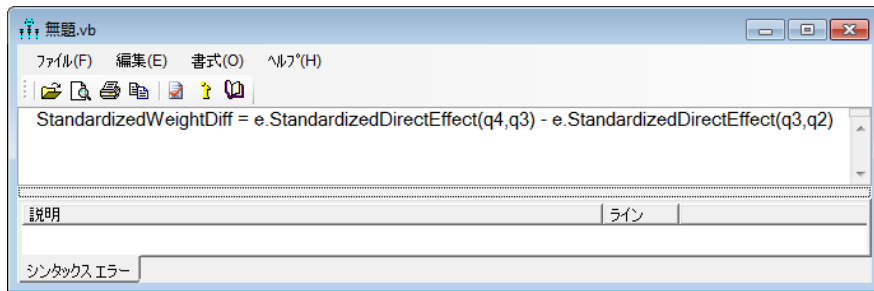 無題.vb
ファイル(F) 編集(E) 書式(O) ヘルプ(H)
StandardizedWeightDiff = e.StandardizedDirectEffect(q4,q3) - e.StandardizedDirectEffect(q3,q2)
説明 ライン
シンタックス エラー